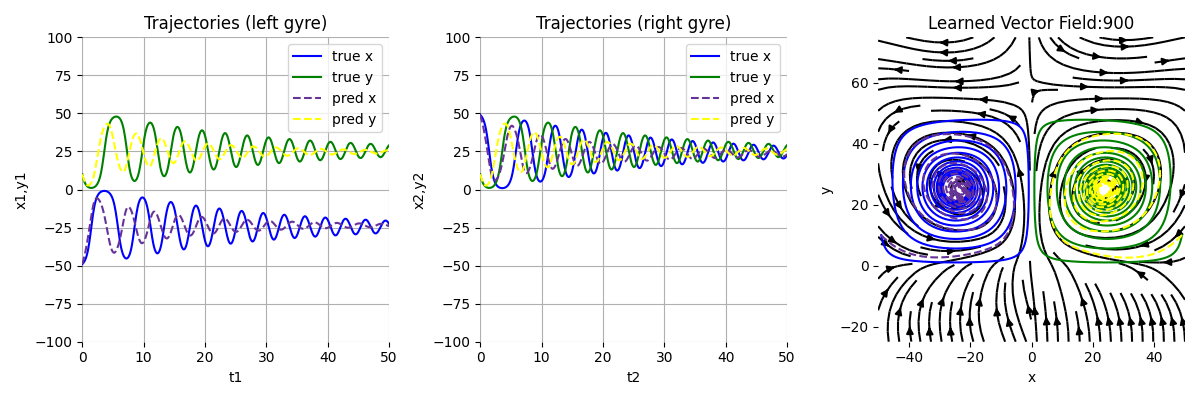 Trajectories (left gyre)
100
75
50
25
0
−25
−50
−75
−100
x1,y1
0
10
20
30
40
50
t1
true x
true y
pred x
pred y
Trajectories (right gyre)
100
75
50
25
0
−25
−50
−75
−100
x2,y2
0
10
20
30
40
50
t2
true x
true y
pred x
pred y
Learned Vector Field:900
60
40
20
0
−20
y
−40
−20
0
20
40
x